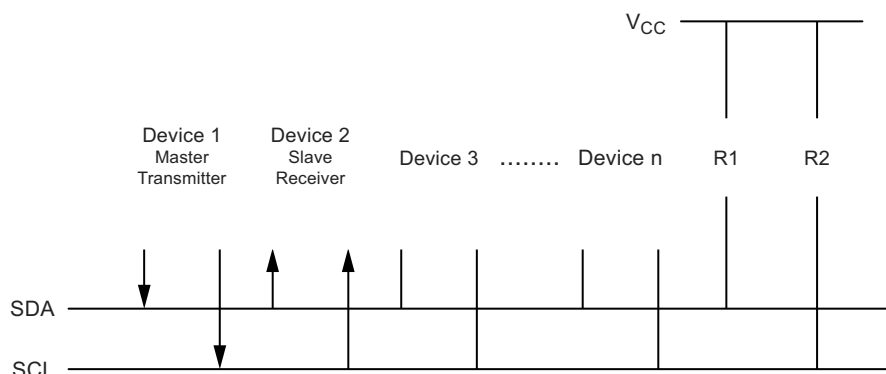 VCC
Device 1
Master
Transmitter
Device 2
Slave
Receiver
Device 3
........
Device n
R1
R2
SDA
SCL